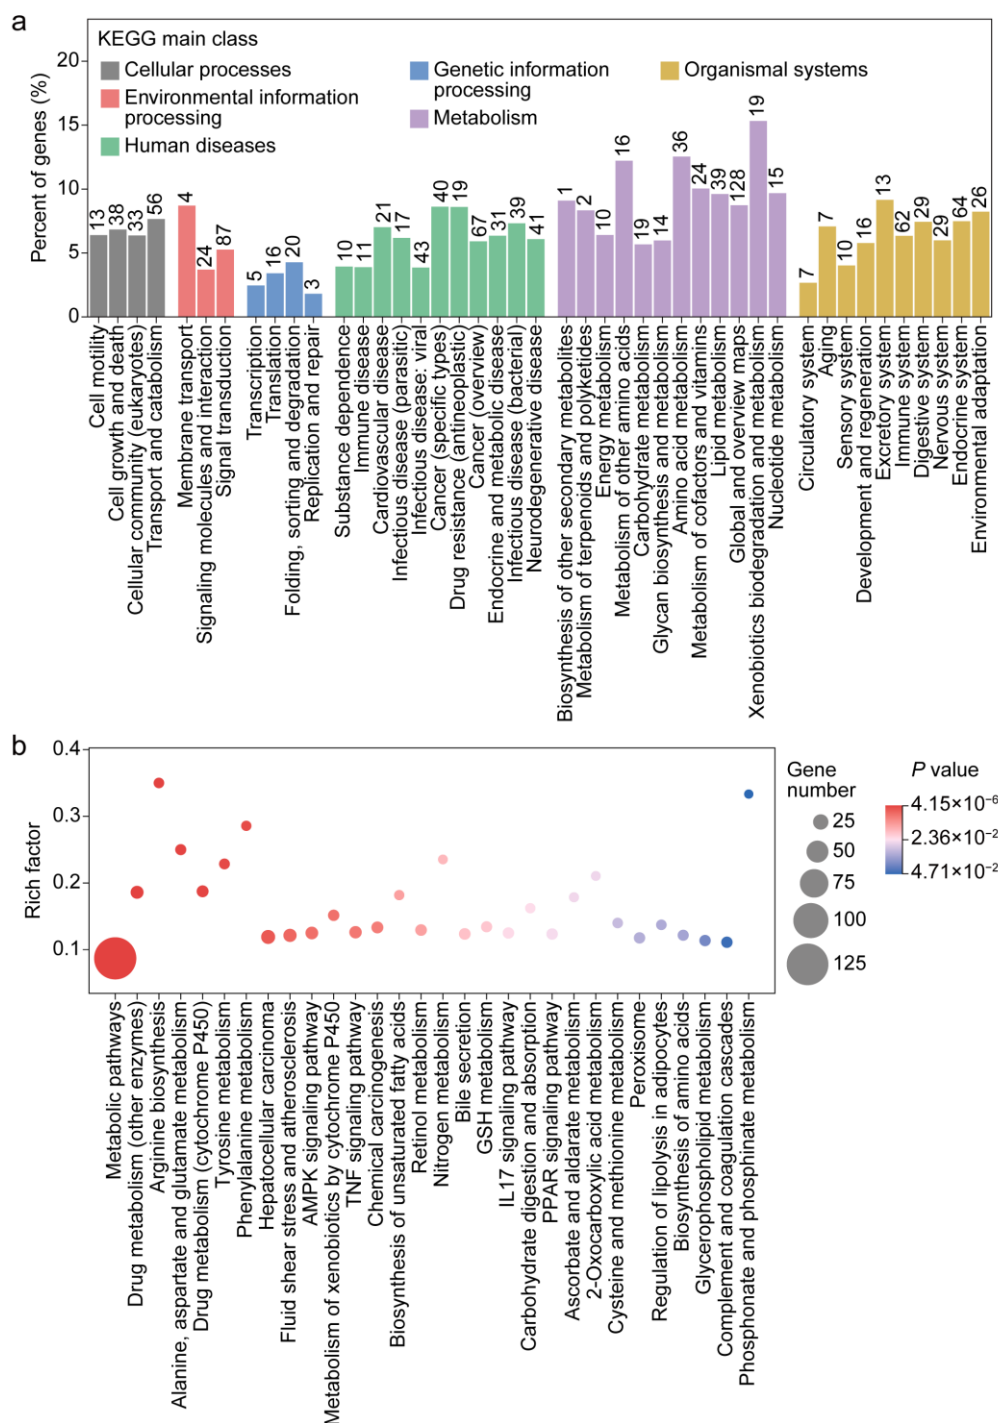 a
KEGG main class
Cellular processes
Environmental information
processing
Human diseases
Genetic information
processing
Metabolism
Organismal systems
Percent of genes (%)
20
15
10
5
0
13
38
33
56
4
24
87
5
16
20
3
10
11
21
17
43
40
19
67
31
39
41
1
2
10
16
19
14
36
24
39
128
19
15
7
7
10
16
13
62
29
29
64
26
Cell motility
Cell growth and death
Cellular community (eukaryotes)
Transport and catabolism
Membrane transport
Signaling molecules and interaction
Signal transduction
Transcription
Translation
Folding, sorting and degradation
Replication and repair
Substance dependence
Immune disease
Cardiovascular disease
Infectious disease (parasitic)
Infectious disease: viral
Cancer (specific types)
Drug resistance (antineoplastic)
Cancer (overview)
Endocrine and metabolic disease
Infectious disease (bacterial)
Neurodegenerative disease
Biosynthesis of other secondary metabolites
Metabolism of terpenoids and polyketides
Energy metabolism
Metabolism of other amino acids
Carbohydrate metabolism
Glycan biosynthesis and metabolism
Amino acid metabolism
Metabolism of cofactors and vitamins
Lipid metabolism
Global and overview maps
Xenobiotics biodegradation and metabolism
Nucleotide metabolism
Circulatory system
Aging
Sensory system
Development and regeneration
Excretory system
Immune system
Digestive system
Nervous system
Endocrine system
Environmental adaptation
b
Rich factor
0.4
0.3
0.2
0.1
Gene
number
25
50
75
100
125
P value
4.15×10⁻⁶
2.36×10⁻²
4.71×10⁻²
Metabolic pathways
Drug metabolism (other enzymes)
Arginine biosynthesis
Alanine, aspartate and glutamate metabolism
Drug metabolism (cytochrome P450)
Tyrosine metabolism
Phenylalanine metabolism
Hepatocellular carcinoma
Fluid shear stress and atherosclerosis
AMPK signaling pathway
Metabolism of xenobiotics by cytochrome P450
TNF signaling pathway
Chemical carcinogenesis
Biosynthesis of unsaturated fatty acids
Retinol metabolism
Nitrogen metabolism
Bile secretion
GSH metabolism
IL17 signaling pathway
Carbohydrate digestion and absorption
PPAR signaling pathway
Ascorbate and aldarate metabolism
2-Oxocarboxylic acid metabolism
Cysteine and methionine metabolism
Peroxisome
Regulation of lipolysis in adipocytes
Biosynthesis of amino acids
Glycerophospholipid metabolism
Complement and coagulation cascades
Phosphonate and phosphinate metabolism